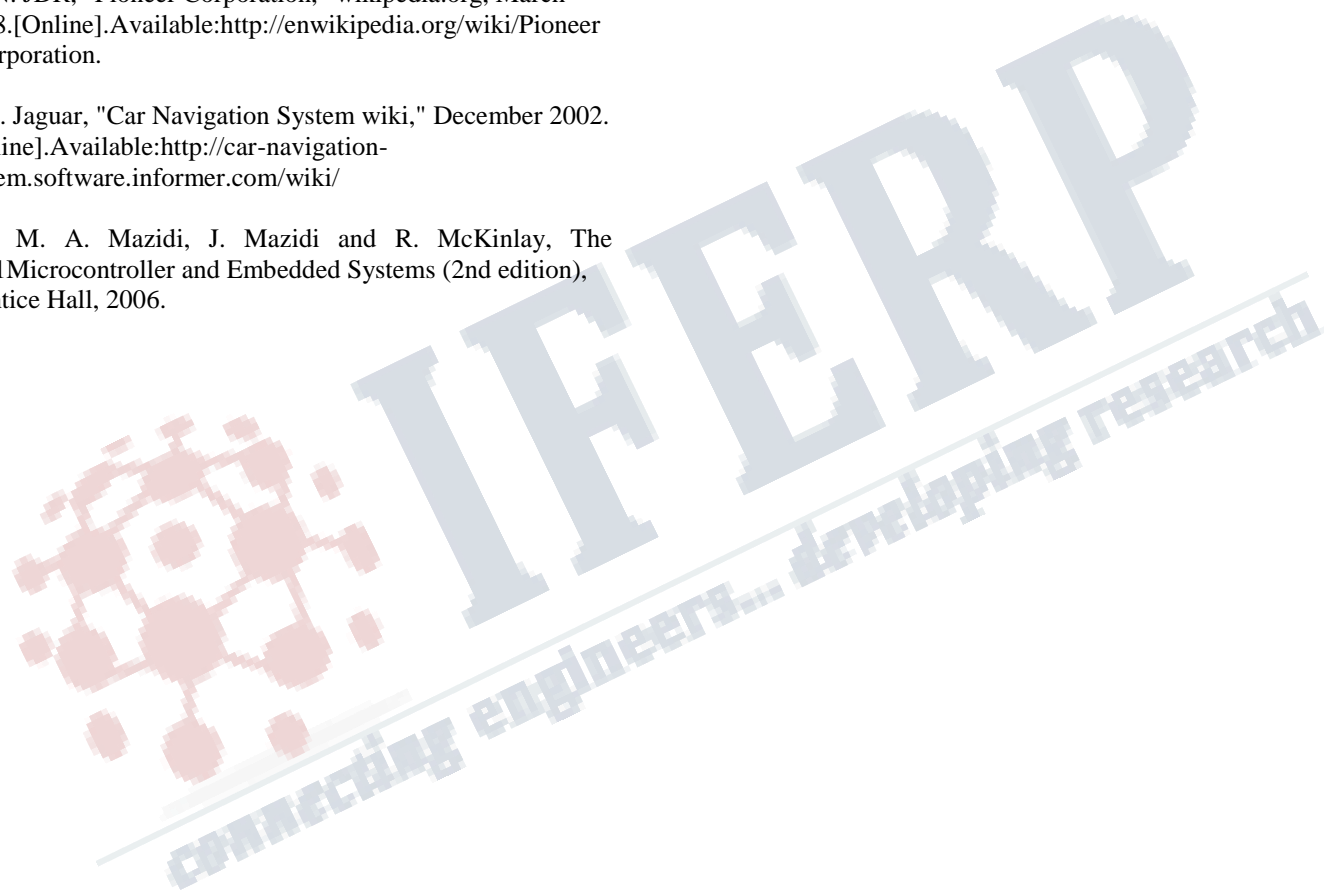 JDR, "Pioneer Corporation," wikipedia.org, March
8.[Online].Available:http://enwikipedia.org/wiki/Pioneer
rporation.
. Jaguar, "Car Navigation System wiki," December 2002.
line].Available:http://car-navigation-
em.software.informer.com/wiki/
M. A. Mazidi, J. Mazidi and R. McKinlay, The
Microcontroller and Embedded Systems (2nd edition),
tice Hall, 2006.
IFERP
connecting engineers... developing research